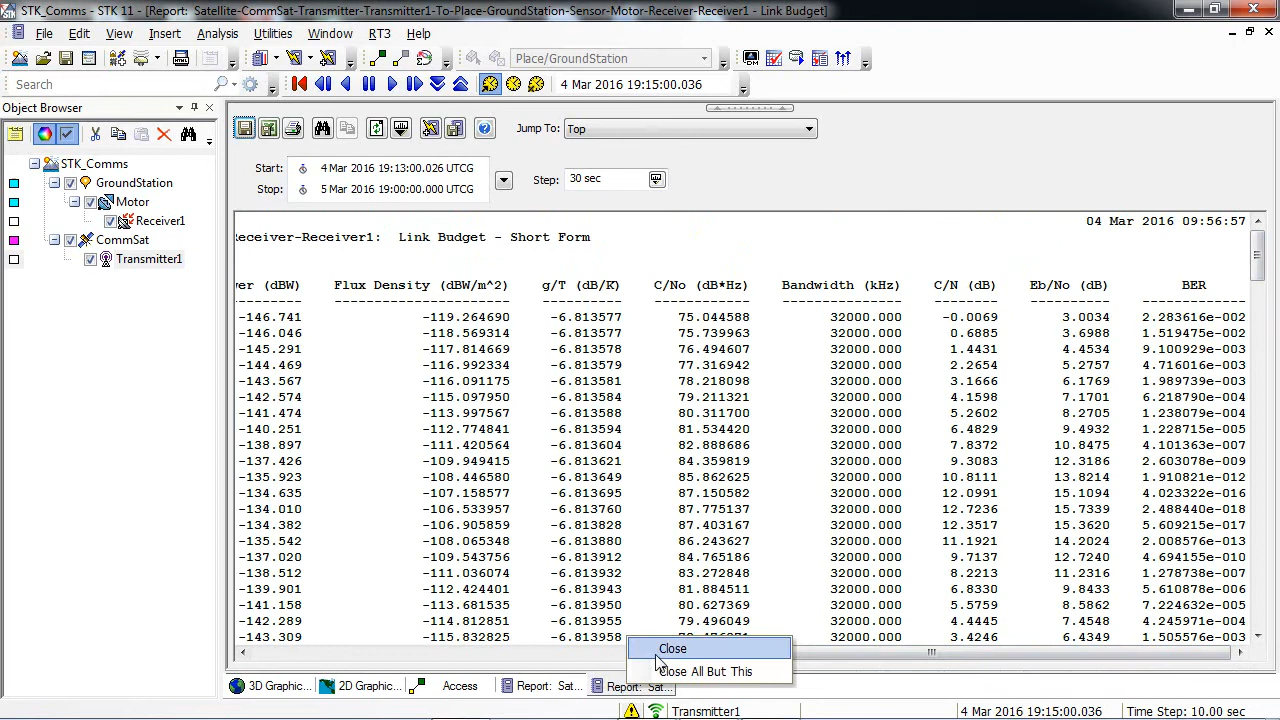 STK_Comms - STK 11 - [Report: Satellite-CommSat-Transmitter-Transmitter1-To-Place-GroundStation-Sensor-Motor-Receiver-Receiver1 - Link Budget]
File Edit View Insert Analysis Utilities Window RT3 Help
Place/GroundStation
Search 4 Mar 2016 19:15:00.036
Object Browser
Jump To: Top
STK_Comms
GroundStation
Motor
Receiver1
CommSat
Transmitter1
Start: 4 Mar 2016 19:13:00.026 UTCG
Stop: 5 Mar 2016 19:00:00.000 UTCG
Step: 30 sec
04 Mar 2016 09:56:57
Receiver-Receiver1: Link Budget - Short Form
er (dBW) Flux Density (dBW/m^2) g/T (dB/K) C/No (dB*Hz) Bandwidth (kHz) C/N (dB) Eb/No (dB) BER
-------- ---------------------- ---------- ------------ --------------- -------- ---------- -------------
-146.741 -119.264690 -6.813577 75.044588 32000.000 -0.0069 3.0034 2.283616e-002
-146.046 -118.569314 -6.813577 75.739963 32000.000 0.6885 3.6988 1.519475e-002
-145.291 -117.814669 -6.813578 76.494607 32000.000 1.4431 4.4534 9.100929e-003
-144.469 -116.992334 -6.813579 77.316942 32000.000 2.2654 5.2757 4.716016e-003
-143.567 -116.091175 -6.813581 78.218098 32000.000 3.1666 6.1769 1.989739e-003
-142.574 -115.097950 -6.813584 79.211321 32000.000 4.1598 7.1701 6.218790e-004
-141.474 -113.997567 -6.813588 80.311700 32000.000 5.2602 8.2705 1.238079e-004
-140.251 -112.774841 -6.813594 81.534420 32000.000 6.4829 9.4932 1.228715e-005
-138.897 -111.420564 -6.813604 82.888686 32000.000 7.8372 10.8475 4.101363e-007
-137.426 -109.949415 -6.813621 84.359819 32000.000 9.3083 12.3186 2.603078e-009
-135.923 -108.446580 -6.813649 85.862625 32000.000 10.8111 13.8214 1.910821e-012
-134.635 -107.158577 -6.813695 87.150582 32000.000 12.0991 15.1094 4.023322e-016
-134.010 -106.533957 -6.813760 87.775137 32000.000 12.7236 15.7339 2.488440e-018
-134.382 -106.905859 -6.813828 87.403167 32000.000 12.3517 15.3620 5.609215e-017
-135.542 -108.065348 -6.813880 86.243627 32000.000 11.1921 14.2024 2.008576e-013
-137.020 -109.543756 -6.813912 84.765186 32000.000 9.7137 12.7240 4.694155e-010
-138.512 -111.036074 -6.813932 83.272848 32000.000 8.2213 11.2316 1.278738e-007
-139.901 -112.424401 -6.813943 81.884511 32000.000 6.8330 9.8433 5.610878e-006
-141.158 -113.681535 -6.813950 80.627369 32000.000 5.5759 8.5862 7.224632e-005
-142.289 -114.812851 -6.813955 79.496049 32000.000 4.4445 7.4548 4.254101e-004
-143.309 -115.832825 -6.813958 32000.000 3.4246 6.4349 1.505573e-003
Close
Close All But This
3D Graphic... 2D Graphic... Access Report: Sat... Report: Sat...
Transmitter1 4 Mar 2016 19:15:00.036 Time Step: 10.00 sec